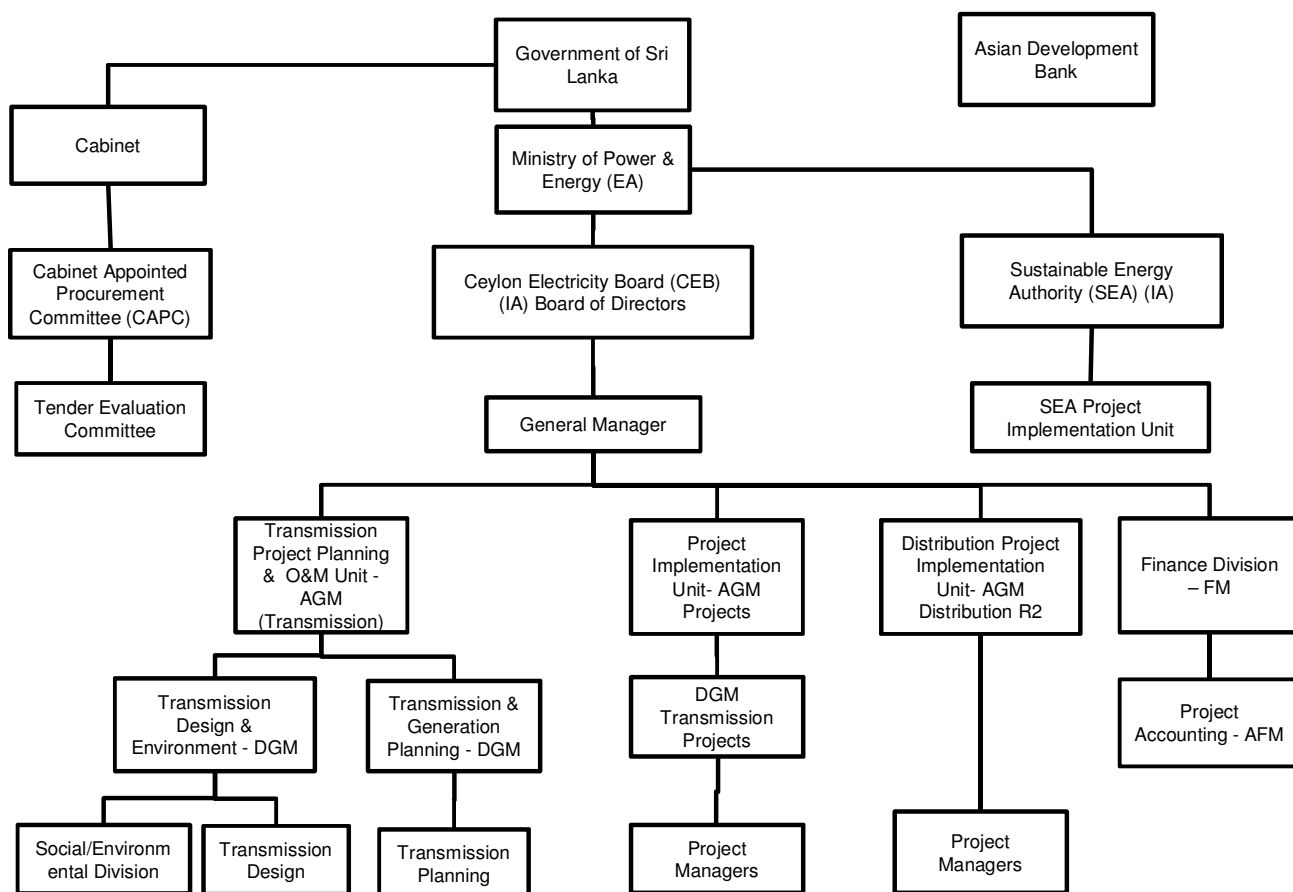 Government of Sri
Lanka
Asian Development
Bank
Cabinet
Ministry of Power &
Energy (EA)
Cabinet Appointed
Procurement
Committee (CAPC)
Ceylon Electricity Board (CEB)
(IA) Board of Directors
Sustainable Energy
Authority (SEA) (IA)
Tender Evaluation
Committee
General Manager
SEA Project
Implementation Unit
Transmission
Project Planning
& O&M Unit -
AGM
(Transmission)
Project
Implementation
Unit- AGM
Projects
Distribution Project
Implementation
Unit- AGM
Distribution R2
Finance Division
– FM
Transmission
Design &
Environment - DGM
Transmission &
Generation
Planning - DGM
DGM
Transmission
Projects
Project
Accounting - AFM
Social/Environm
ental Division
Transmission
Design
Transmission
Planning
Project
Managers
Project
Managers